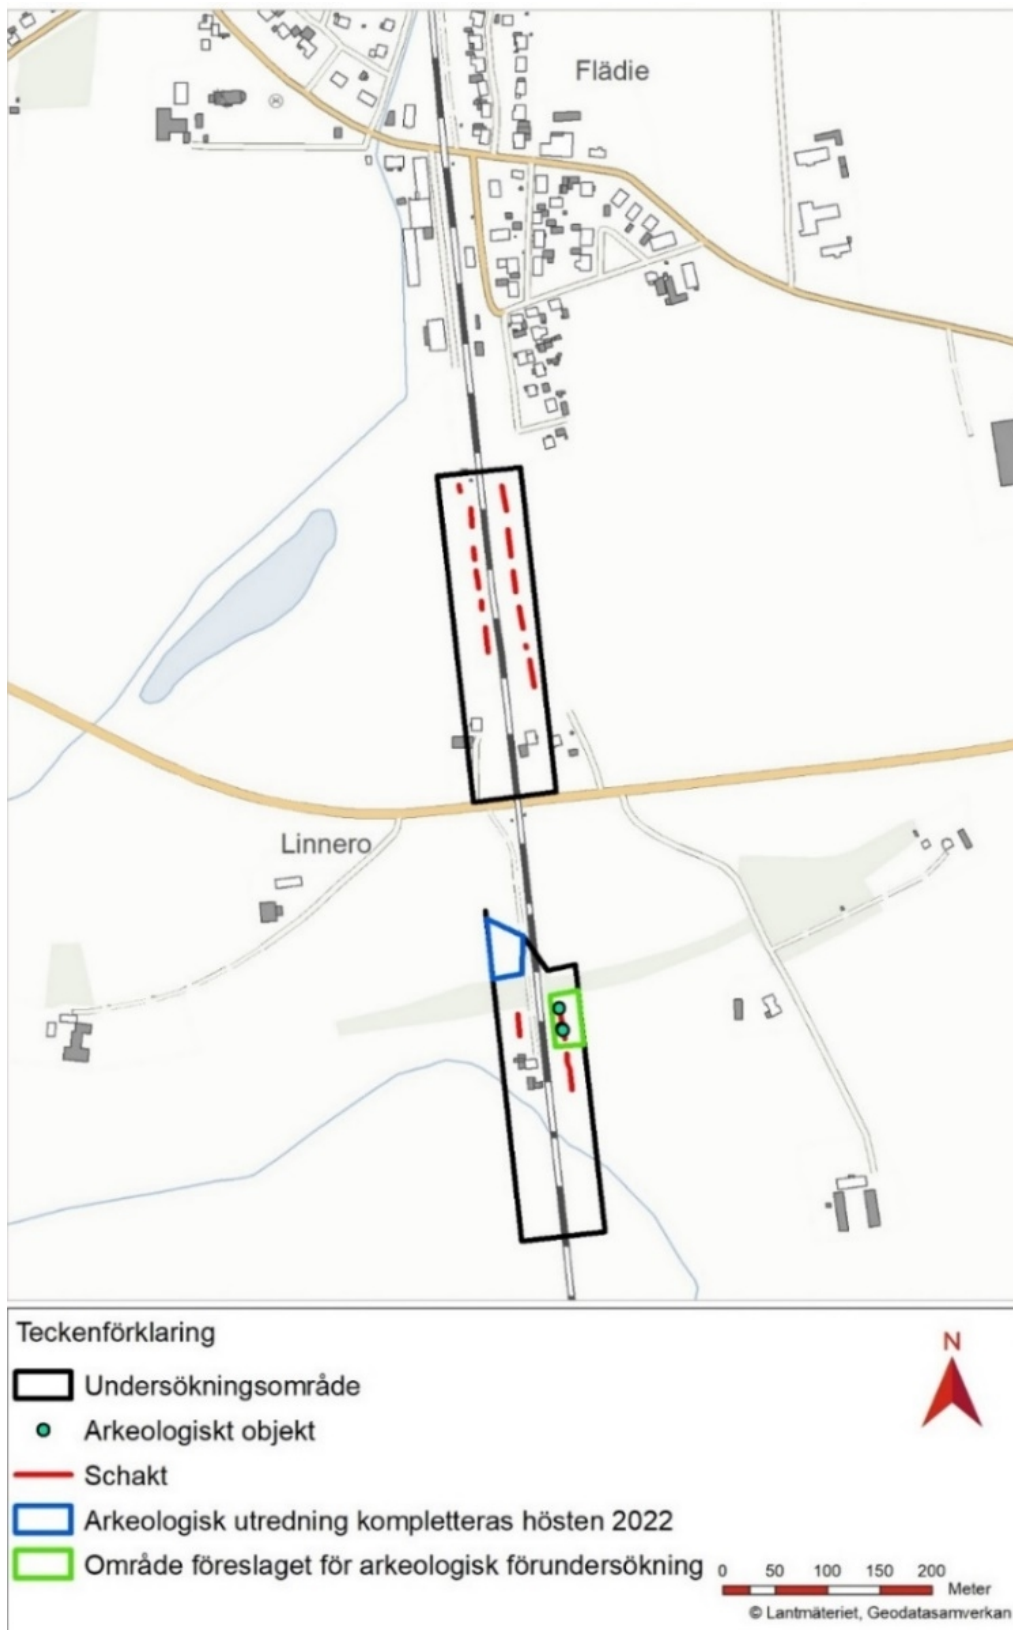 Flädie
Linnero
Teckenförklaring
N
Undersökningsområde
Arkeologiskt objekt
Schakt
Arkeologisk utredning kompletteras hösten 2022
Område föreslaget för arkeologisk förundersökning
0 50 100 150 200
Meter
© Lantmäteriet, Geodatasamverkan